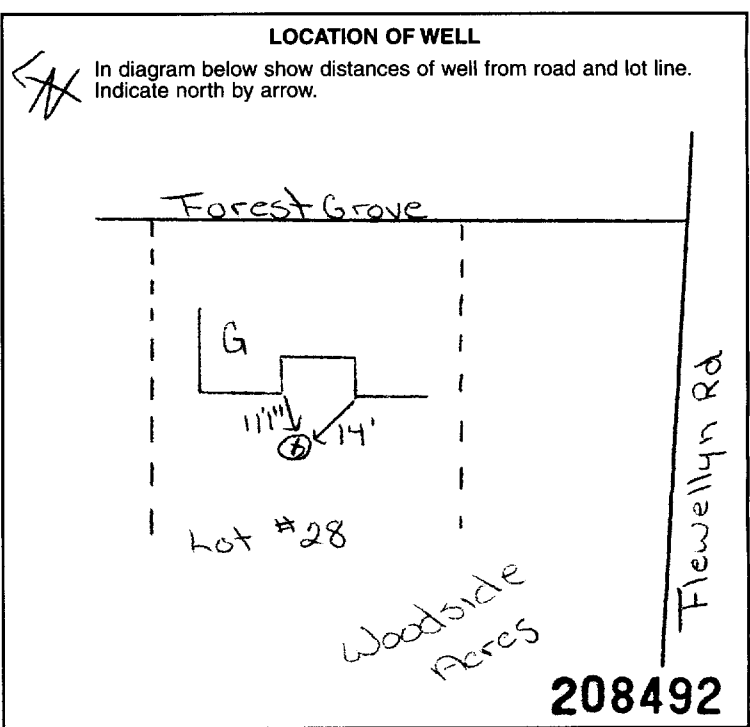 LOCATION OF WELL
In diagram below show distances of well from road and lot line.
Indicate north by arrow.
N
Forest Grove
G
11'1"
14'
Lot #28
Flewellyn Rd
Woodside
Acres
208492